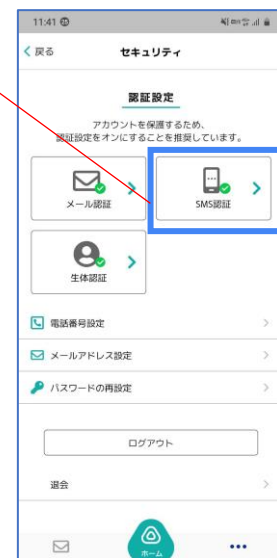 11:41
戻る
セキュリティ
認証設定
アカウントを保護するため、
認証設定をオンにすることを推奨しています。
メール認証
SMS認証
生体認証
電話番号設定
メールアドレス設定
パスワードの再設定
ログアウト
退会
ホーム